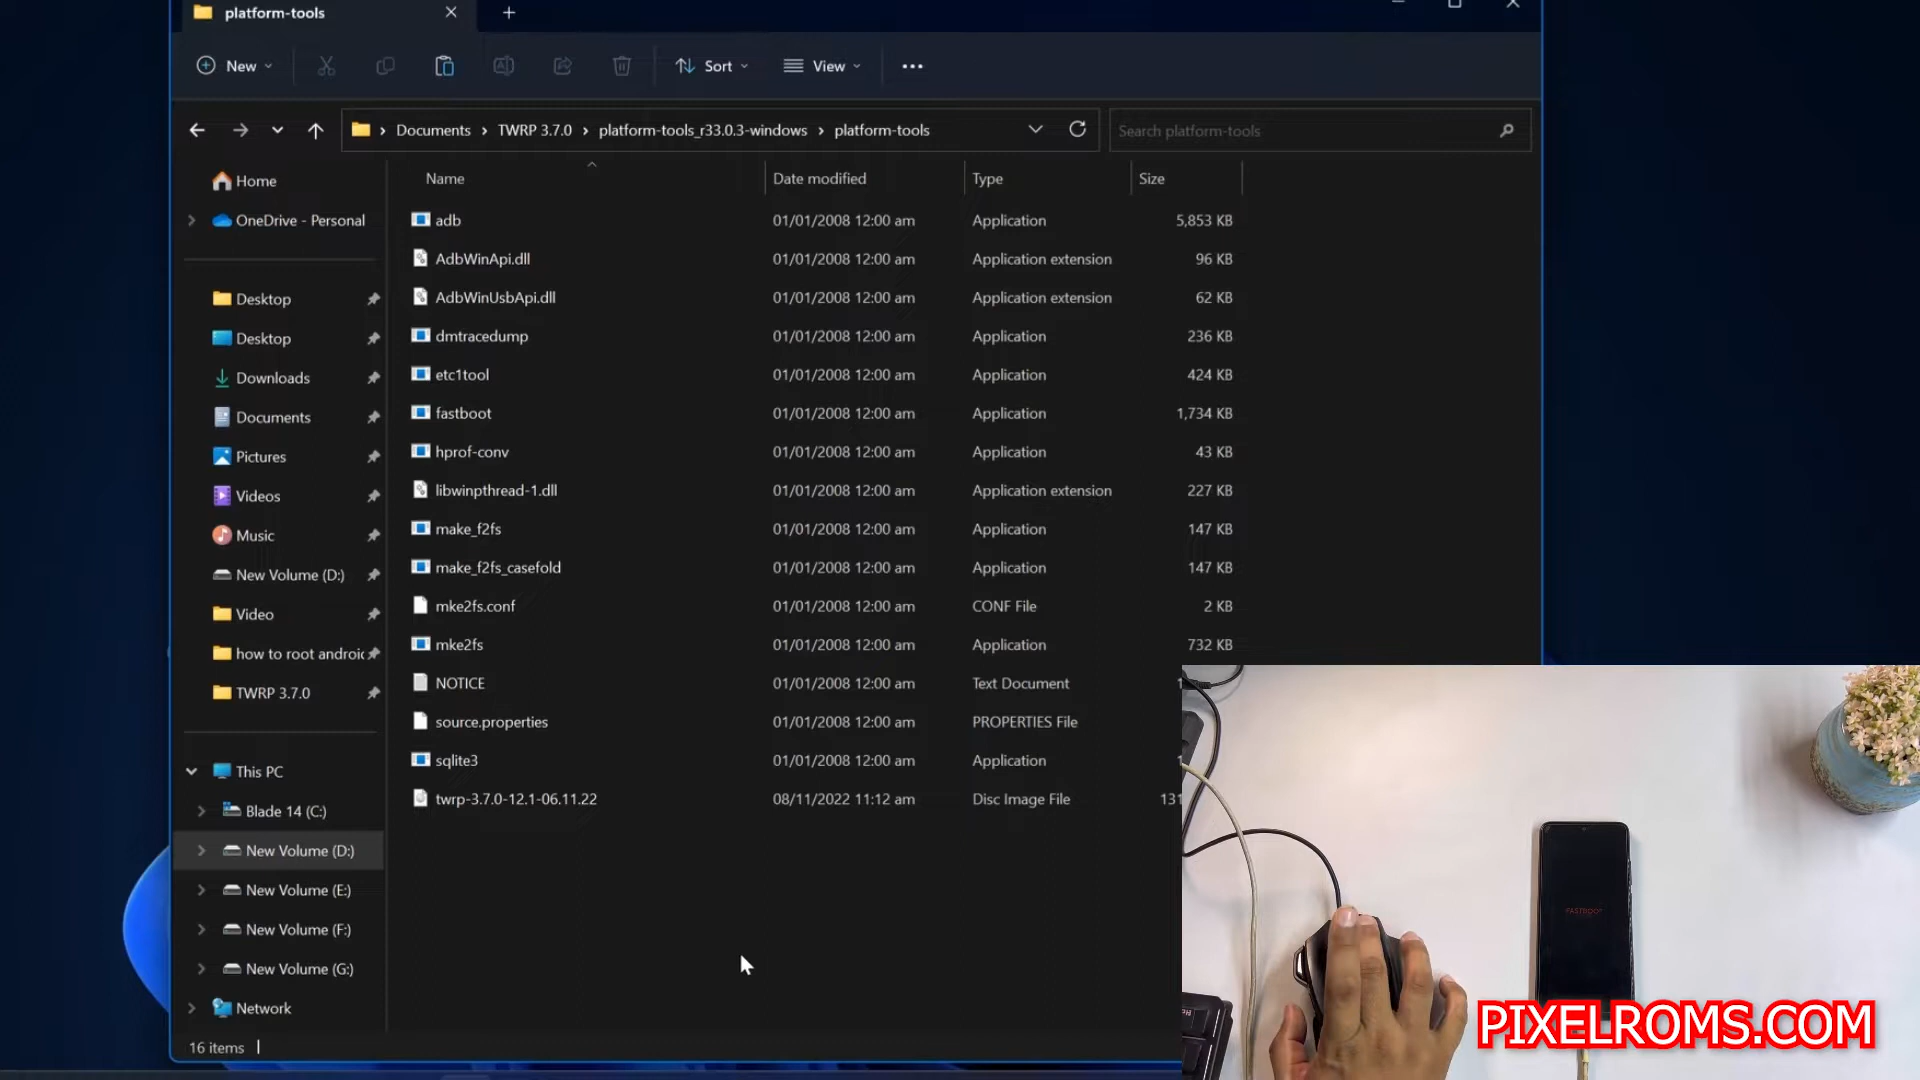 platform-tools
New
Sort
View
Documents
TWRP 3.7.0
platform-tools_r33.0.3-windows
platform-tools
Search platform-tools
Name Date modified Type Size
Home
OneDrive - Personal
Desktop
Desktop
Downloads
Documents
Pictures
Videos
Music
New Volume (D:)
Video
how to root androic
TWRP 3.7.0
This PC
Blade 14 (C:)
New Volume (D:)
New Volume (E:)
New Volume (F:)
New Volume (G:)
Network
adb 01/01/2008 12:00 am Application 5,853 KB
AdbWinApi.dll 01/01/2008 12:00 am Application extension 96 KB
AdbWinUsbApi.dll 01/01/2008 12:00 am Application extension 62 KB
dmtracedump 01/01/2008 12:00 am Application 236 KB
etc1tool 01/01/2008 12:00 am Application 424 KB
fastboot 01/01/2008 12:00 am Application 1,734 KB
hprof-conv 01/01/2008 12:00 am Application 43 KB
libwinpthread-1.dll 01/01/2008 12:00 am Application extension 227 KB
make_f2fs 01/01/2008 12:00 am Application 147 KB
make_f2fs_casefold 01/01/2008 12:00 am Application 147 KB
mke2fs.conf 01/01/2008 12:00 am CONF File 2 KB
mke2fs 01/01/2008 12:00 am Application 732 KB
NOTICE 01/01/2008 12:00 am Text Document
source.properties 01/01/2008 12:00 am PROPERTIES File
sqlite3 01/01/2008 12:00 am Application
twrp-3.7.0-12.1-06.11.22 08/11/2022 11:12 am Disc Image File 131
16 items
FASTBOOT
PIXELROMS.COM